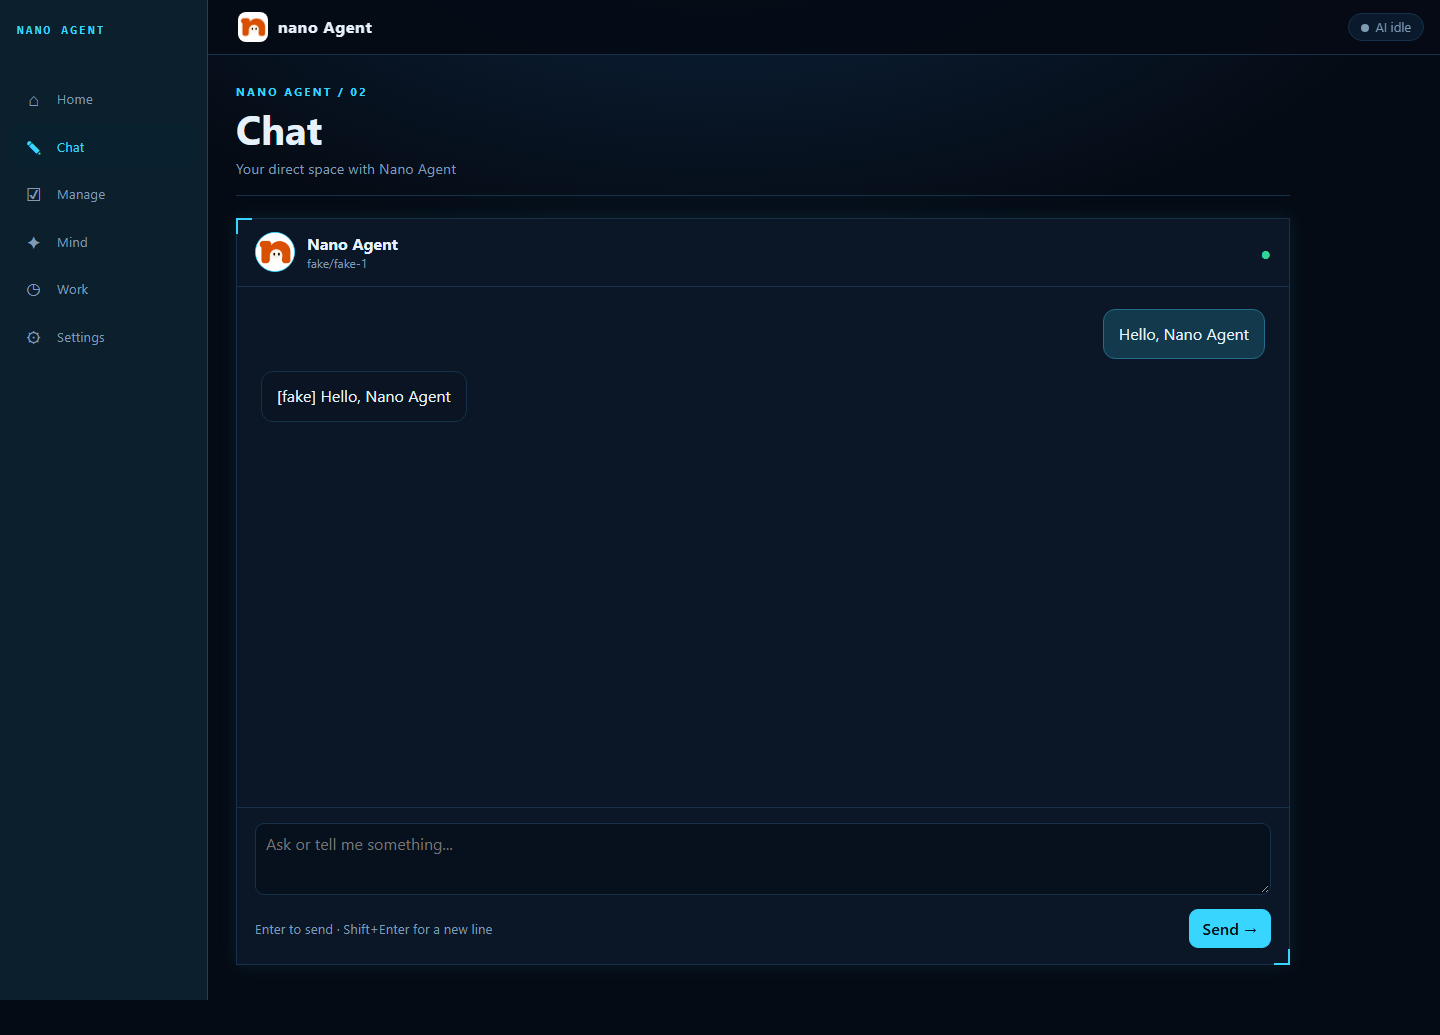 NANO AGENT
Home
Chat
Manage
Mind
Work
Settings
nano Agent
AI idle
NANO AGENT / 02
Chat
Your direct space with Nano Agent
Nano Agent
fake/fake-1
Hello, Nano Agent
[fake] Hello, Nano Agent
Ask or tell me something...
Enter to send · Shift+Enter for a new line
Send →